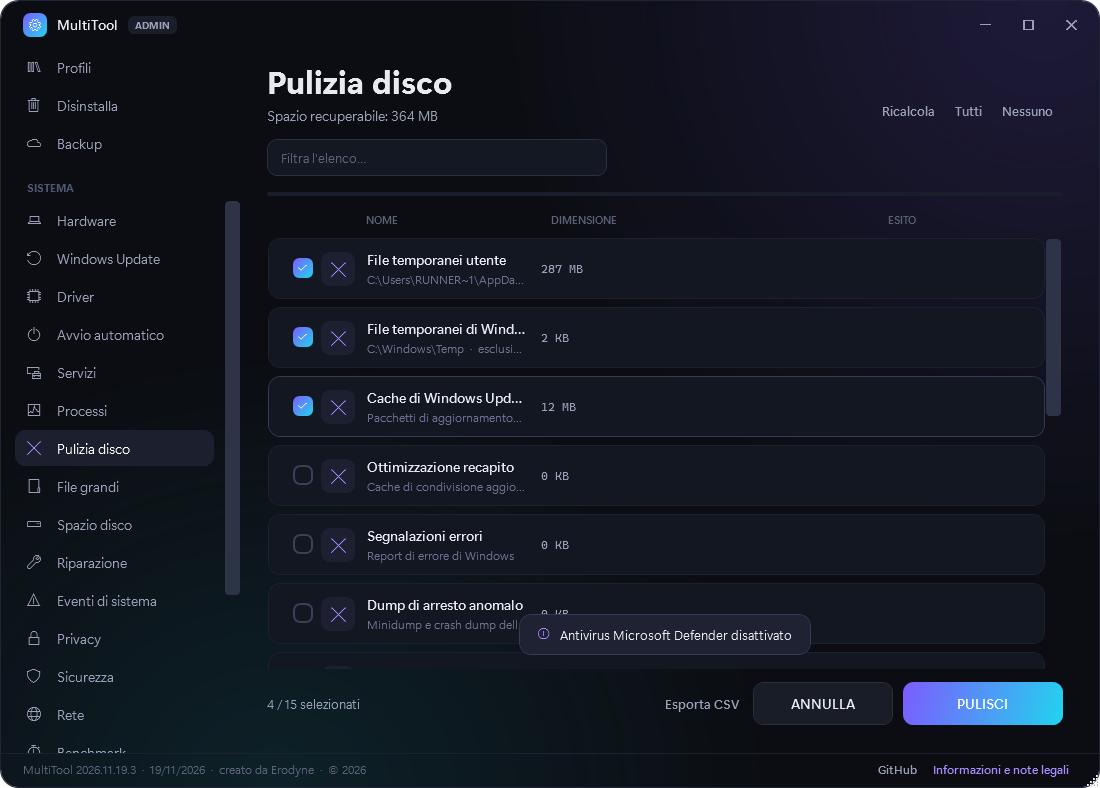 MultiTool ADMIN
Profili
Disinstalla
Backup
SISTEMA
Hardware
Windows Update
Driver
Avvio automatico
Servizi
Processi
Pulizia disco
File grandi
Spazio disco
Riparazione
Eventi di sistema
Privacy
Sicurezza
Rete
Benchmark
Pulizia disco
Spazio recuperabile: 364 MB
Ricalcola Tutti Nessuno
Filtra l'elenco...
NOME DIMENSIONE ESITO
File temporanei utente
C:\Users\RUNNER~1\AppDa...
287 MB
File temporanei di Wind...
C:\Windows\Temp · esclusi...
2 KB
Cache di Windows Upd...
Pacchetti di aggiornamento...
12 MB
Ottimizzazione recapito
Cache di condivisione aggio...
0 KB
Segnalazioni errori
Report di errore di Windows
0 KB
Dump di arresto anomalo
Minidump e crash dump dell
0 KB
Antivirus Microsoft Defender disattivato
4 / 15 selezionati
Esporta CSV ANNULLA PULISCI
MultiTool 2026.11.19.3 · 19/11/2026 · creato da Erodyne · © 2026
GitHub Informazioni e note legali